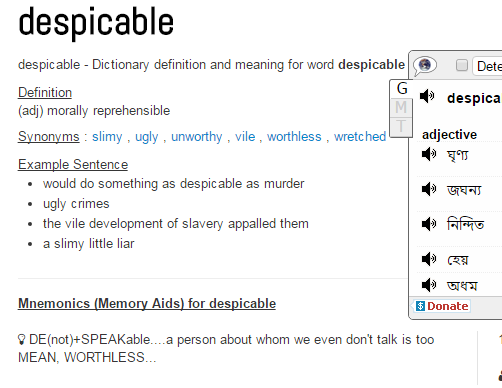 despicable
despicable - Dictionary definition and meaning for word despicable
Definition
(adj) morally reprehensible
Synonyms : slimy , ugly , unworthy , vile , worthless , wretched
Example Sentence
would do something as despicable as murder
ugly crimes
the vile development of slavery appalled them
a slimy little liar
Mnemonics (Memory Aids) for despicable
DE(not)+SPEAKable....a person about whom we even don't talk is too
MEAN, WORTHLESS...
Dete
G
M
T
despica
adjective
ঘৃণ্য
জঘন্য
নিন্দিত
হেয়
অধম
$ Donate